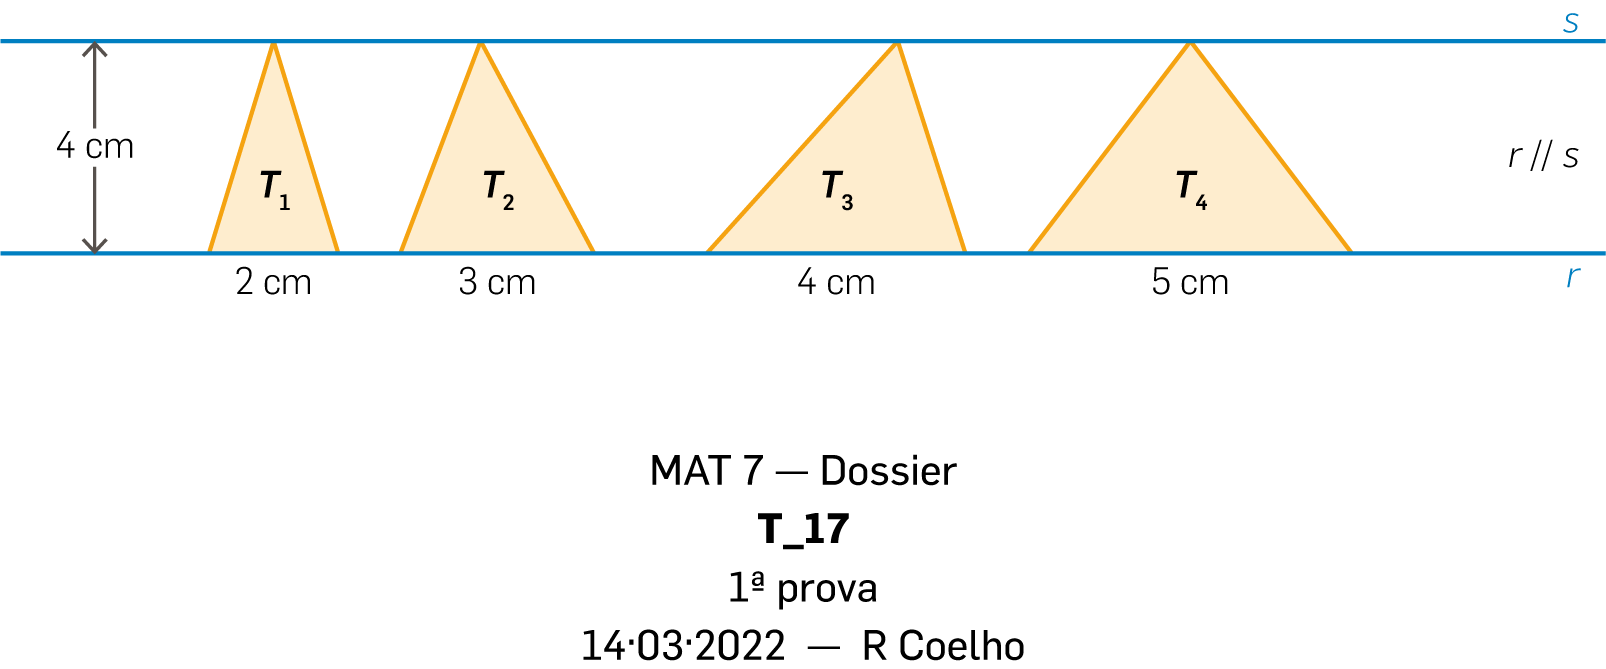 s
4 cm
r // s
T1
T2
T3
T4
2 cm
3 cm
4 cm
5 cm
r
MAT 7 — Dossier
T_17
1ª prova
14·03·2022 — R Coelho